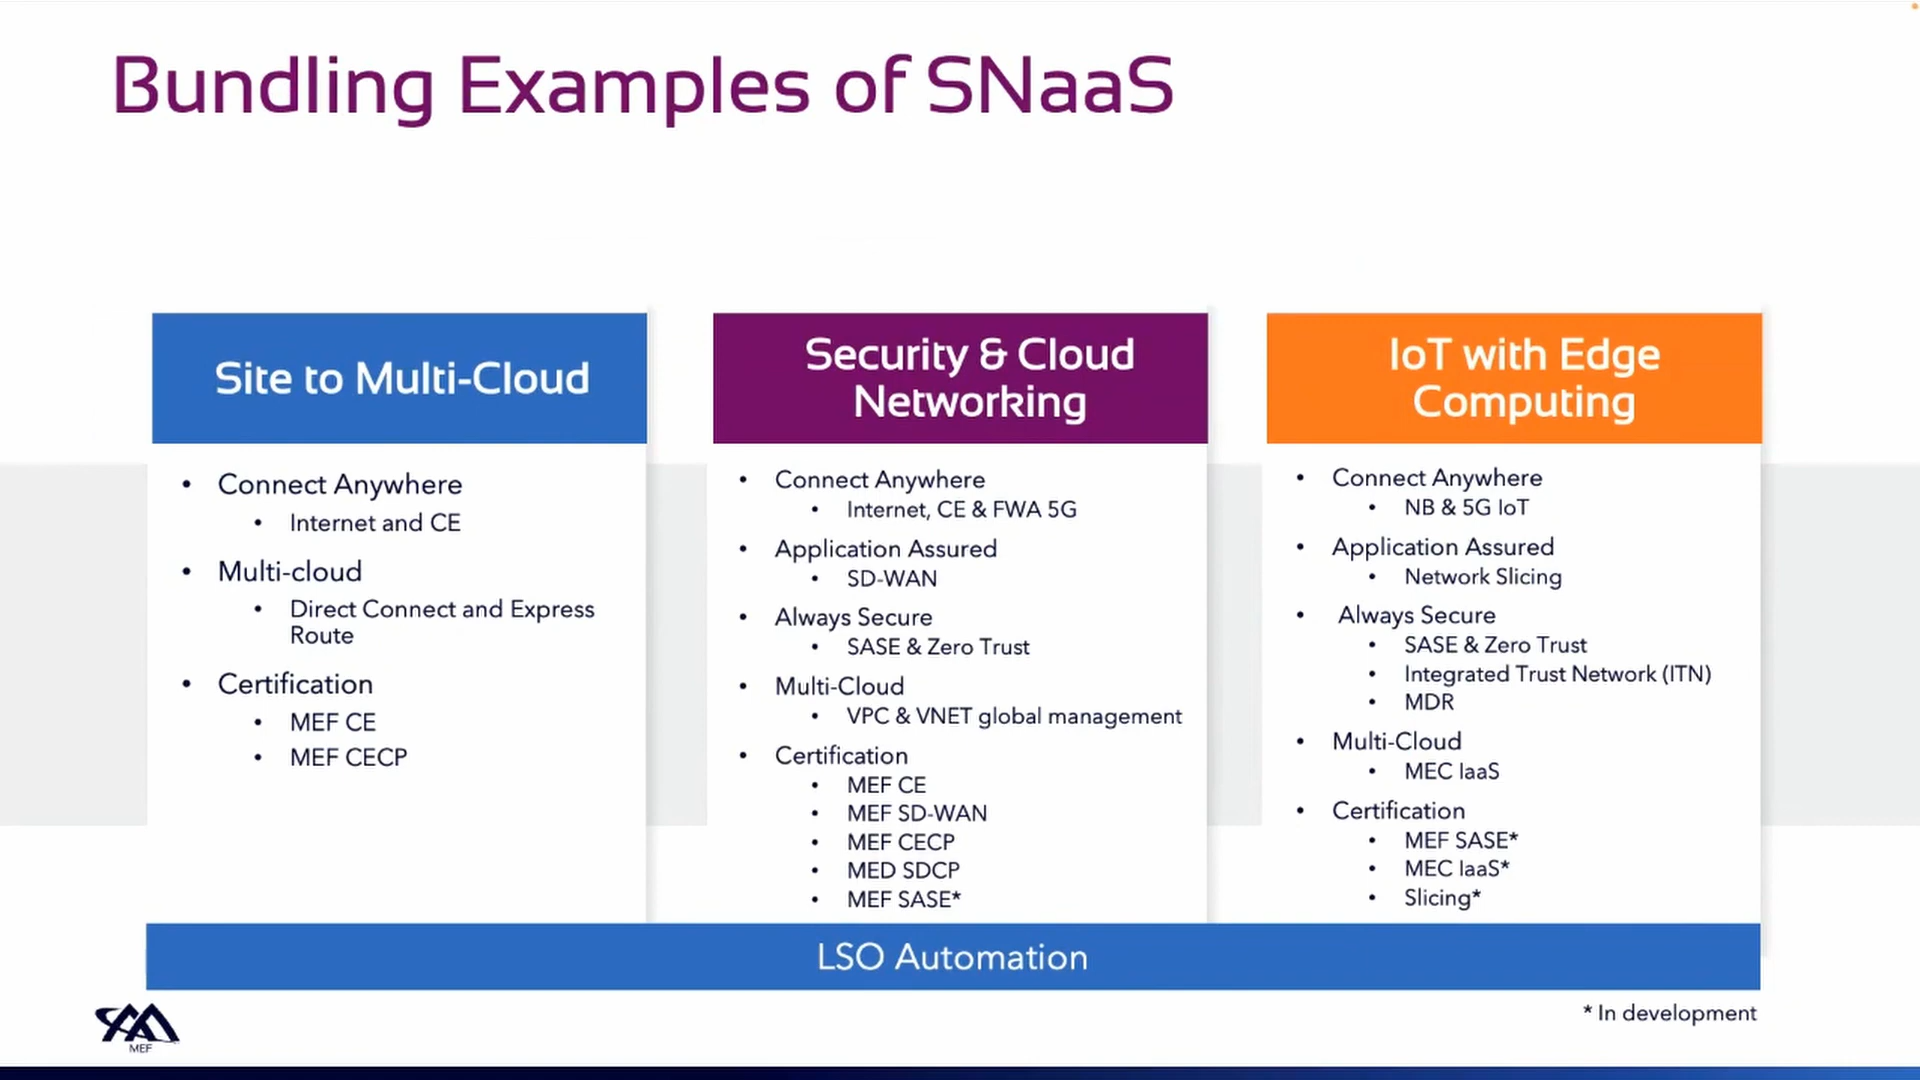 Bundling Examples of SNaaS
Site to Multi-Cloud
• Connect Anywhere
• Internet and CE
• Multi-cloud
• Direct Connect and Express
Route
• Certification
• MEF CE
• MEF CECP
Security & Cloud
Networking
• Connect Anywhere
• Internet, CE & FWA 5G
• Application Assured
• SD-WAN
• Always Secure
• SASE & Zero Trust
• Multi-Cloud
• VPC & VNET global management
• Certification
• MEF CE
• MEF SD-WAN
• MEF CECP
• MED SDCP
• MEF SASE*
IoT with Edge
Computing
• Connect Anywhere
• NB & 5G IoT
• Application Assured
• Network Slicing
• Always Secure
• SASE & Zero Trust
• Integrated Trust Network (ITN)
• MDR
• Multi-Cloud
• MEC IaaS
• Certification
• MEF SASE*
• MEC IaaS*
• Slicing*
LSO Automation
* In development
MEF